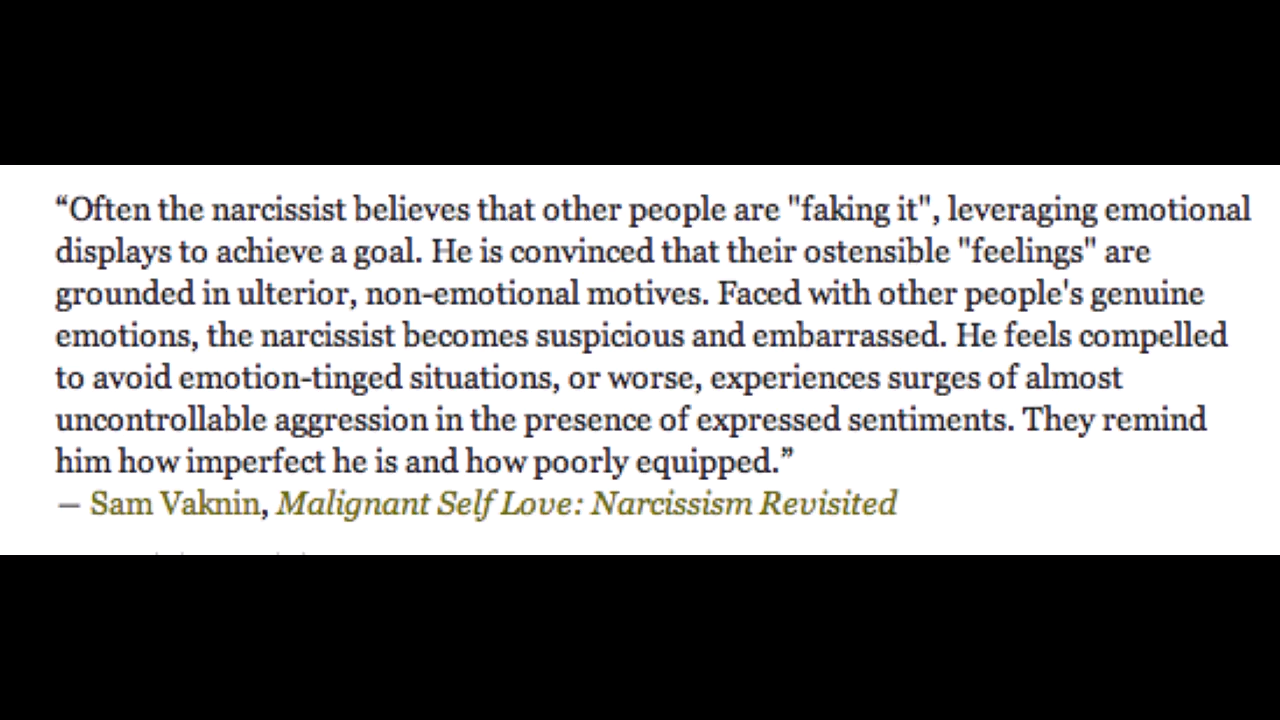 “Often the narcissist believes that other people are "faking it", leveraging emotional
displays to achieve a goal. He is convinced that their ostensible "feelings" are
grounded in ulterior, non-emotional motives. Faced with other people's genuine
emotions, the narcissist becomes suspicious and embarrassed. He feels compelled
to avoid emotion-tinged situations, or worse, experiences surges of almost
uncontrollable aggression in the presence of expressed sentiments. They remind
him how imperfect he is and how poorly equipped.”
― Sam Vaknin, Malignant Self Love: Narcissism Revisited